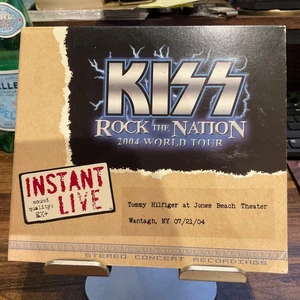 KISS
ROCK THE NATION
2004 WORLD TOUR
INSTANT
LIVE
sound
quality:
EX+
Tommy Hilfiger at Jones Beach Theater
Wantagh, NY 07/21/04
STEREO CONCERT RECORDINGS